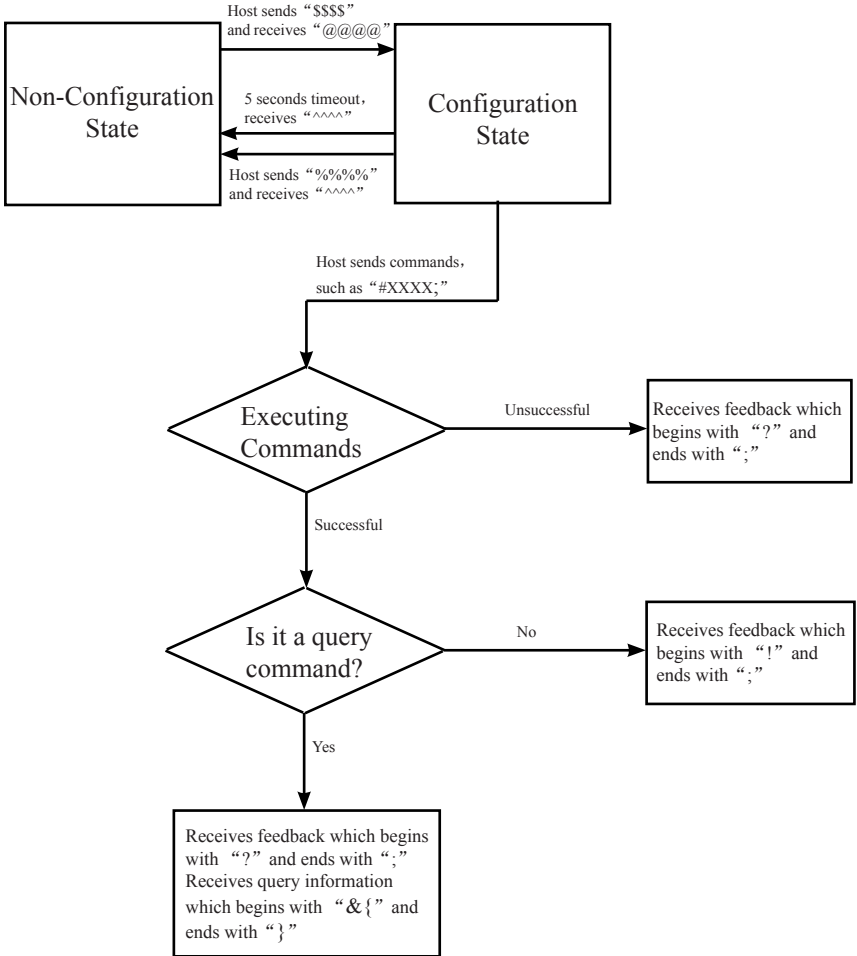 Host sends “$$$$”
and receives “@@@@”
Non-Configuration
State
5 seconds timeout，
receives “^^^^”
Configuration
State
Host sends “%%%%”
and receives “^^^^”
Host sends commands，
such as “#XXXX;”
Executing
Commands
Unsuccessful
Receives feedback which
begins with “?” and
ends with “;”
Successful
Is it a query
command?
No
Receives feedback which
begins with “!” and
ends with “;”
Yes
Receives feedback which begins
with “?” and ends with “;”
Receives query information
which begins with “&{” and
ends with “}”